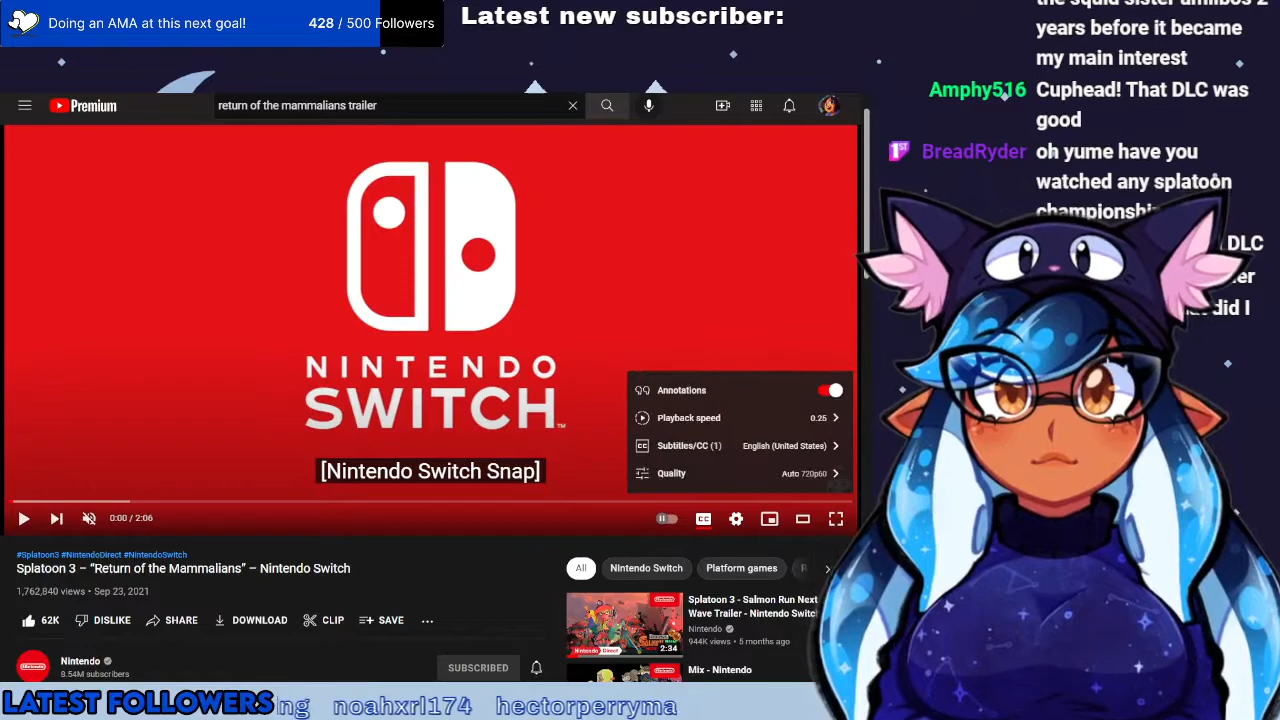 Doing an AMA at this next goal! 428 / 500 Followers
Latest new subscriber:
Premium
return of the mammalians trailer
NINTENDO
SWITCH
TM
[Nintendo Switch Snap]
Annotations
Playback speed 0.25
Subtitles/CC (1) English (United States)
Quality Auto 720p60
0:00 / 2:06
CC
#Splatoon3 #NintendoDirect #NintendoSwitch
Splatoon 3 – “Return of the Mammalians” – Nintendo Switch
1,762,840 views • Sep 23, 2021
62K DISLIKE SHARE DOWNLOAD CLIP SAVE
Nintendo
8.54M subscribers
SUBSCRIBED
All Nintendo Switch Platform games
Splatoon 3 - Salmon Run Next
Wave Trailer - Nintendo Switch
Nintendo
944K views • 5 months ago
2:34
Mix - Nintendo
years before it became
my main interest
Amphy516 Cuphead! That DLC was
good
1ST BreadRyder oh yume have you
watched any splatoon
DLC
did I
LATEST FOLLOWERS ng noahxrl174 hectorperryma